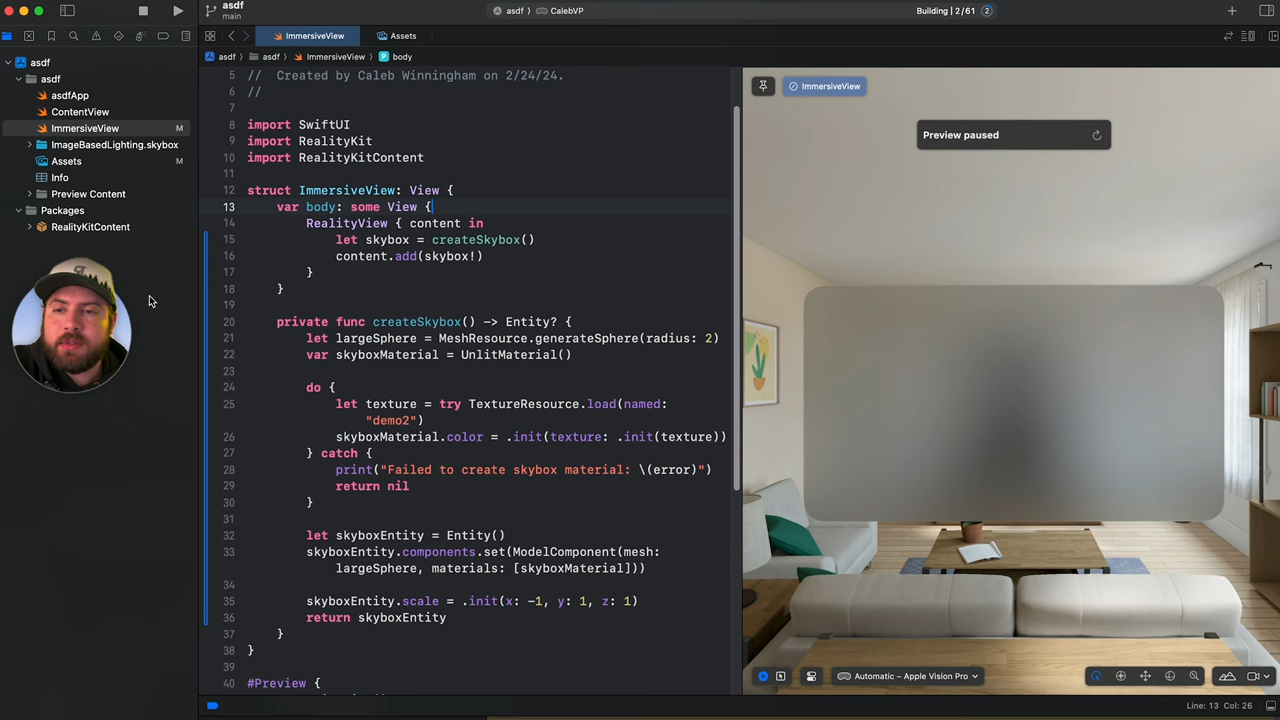 asdf
main
asdf
CalebVP
Building | 2/61
2
ImmersiveView
Assets
asdf
asdf
ImmersiveView
P
body
asdf
asdf
asdfApp
ContentView
ImmersiveView
M
ImageBasedLighting.skybox
Assets
M
Info
Preview Content
Packages
RealityKitContent
5 // Created by Caleb Winningham on 2/24/24.
6 //
7
8 import SwiftUI
9 import RealityKit
10 import RealityKitContent
11
12 struct ImmersiveView: View {
13 var body: some View {
14 RealityView { content in
15 let skybox = createSkybox()
16 content.add(skybox!)
17 }
18 }
19
20 private func createSkybox() -> Entity? {
21 let largeSphere = MeshResource.generateSphere(radius: 2)
22 var skyboxMaterial = UnlitMaterial()
23
24 do {
25 let texture = try TextureResource.load(named:
"demo2")
26 skyboxMaterial.color = .init(texture: .init(texture))
27 } catch {
28 print("Failed to create skybox material: \(error)")
29 return nil
30 }
31
32 let skyboxEntity = Entity()
33 skyboxEntity.components.set(ModelComponent(mesh:
largeSphere, materials: [skyboxMaterial]))
34
35 skyboxEntity.scale = .init(x: -1, y: 1, z: 1)
36 return skyboxEntity
37 }
38 }
39
40 #Preview {
ImmersiveView
Preview paused
Automatic – Apple Vision Pro
Line: 13 Col: 26